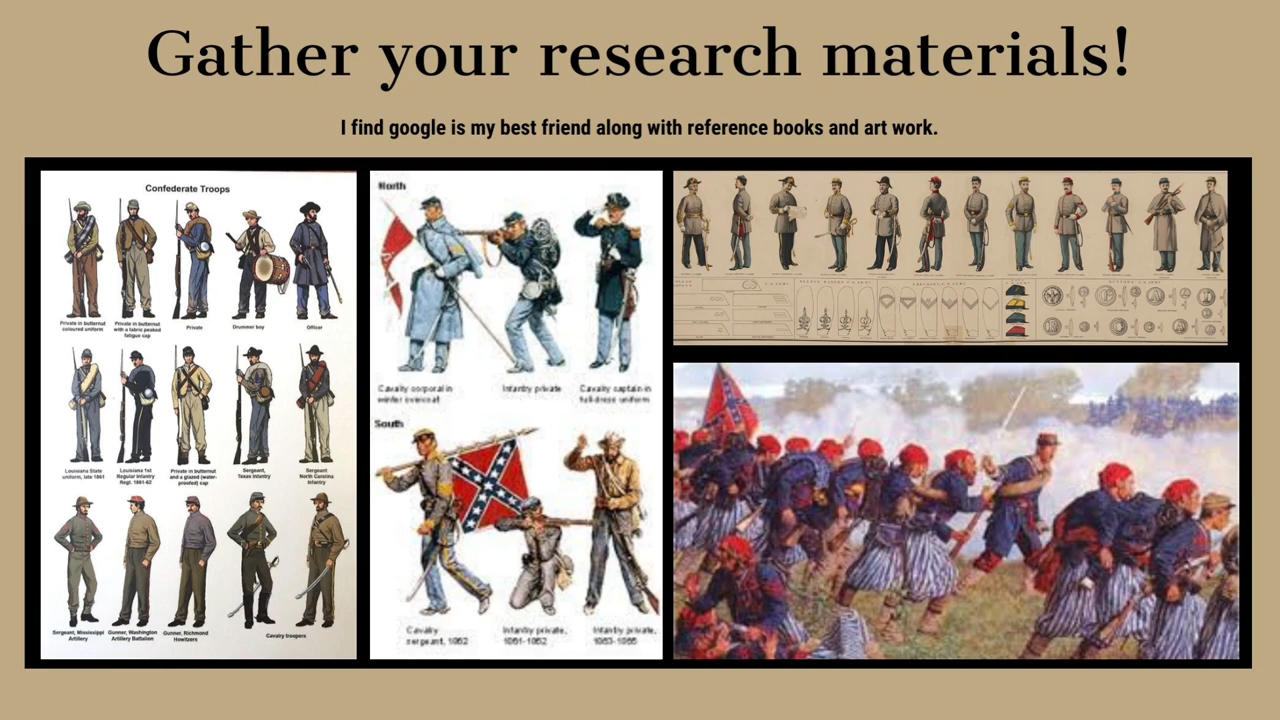 Gather your research materials!
I find google is my best friend along with reference books and art work.
Confederate Troops
Private in butternut
coloured uniform
Private in butternut
with a fabric peaked
fatigue cap
Private
Drummer boy
Officer
Louisiana State
uniform, late 1861
Louisiana 1st
Regular Infantry
Regt. 1861-62
Private in butternut
and a glazed (water-
proofed) cap
Sergeant,
Texas Infantry
Sergeant
North Carolina
Infantry
Sergeant, Mississippi
Artillery
Gunner, Washington
Artillery Battalion
Gunner, Richmond
Howitzers
Cavalry troopers
North
Cavalry corporal in
winter overcoat
Infantry private
Cavalry captain in
full-dress uniform
South
Cavalry
sergeant, 1862
Infantry private,
1861-1862
Infantry private,
1863-1865